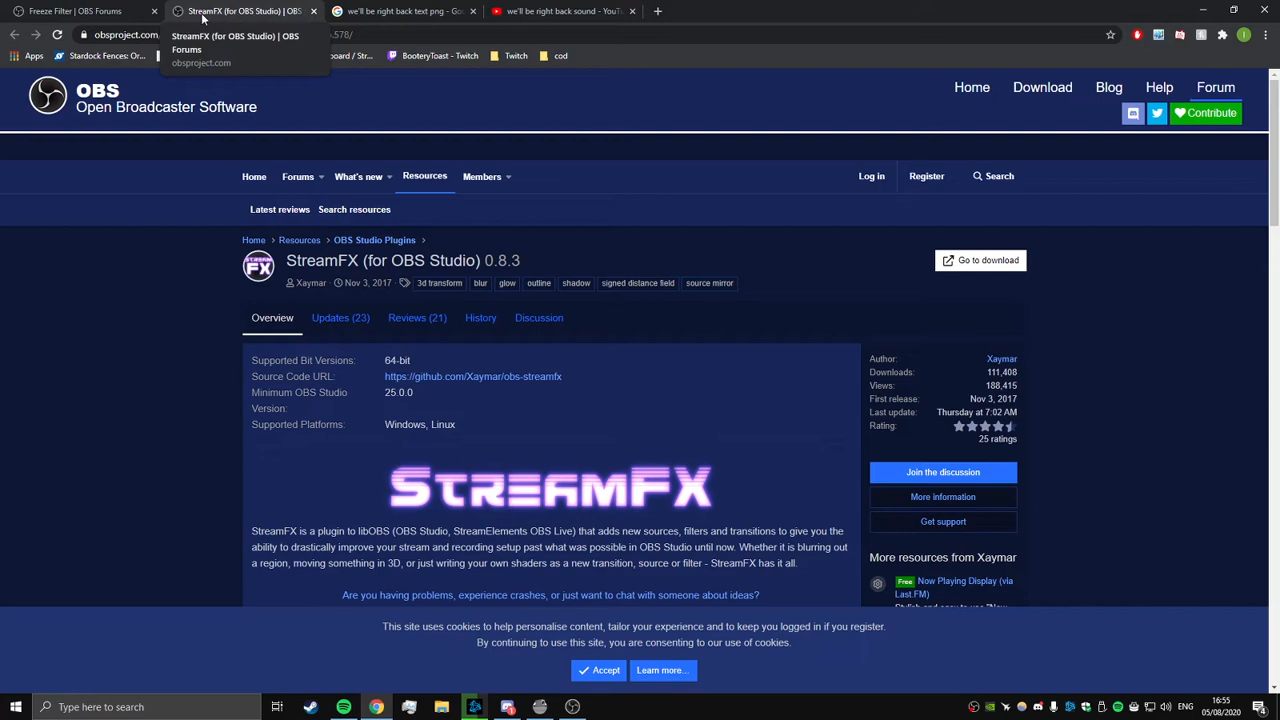 Freeze Filter | OBS Forums
StreamFX (for OBS Studio) | OBS
you're my everything - Go
You're My Everything - YouTube
StreamFX (for OBS Studio) | OBS
Forums
obsproject.com
obsproject.com
.578/
Apps
Stardock Fences: Or...
board / Str...
BooteryToast - Twitch
Twitch
cod
OBS
Open Broadcaster Software
Home
Download
Blog
Help
Forum
Contribute
Home
Forums
What's new
Resources
Members
Log in
Register
Search
Latest reviews
Search resources
Home
Resources
OBS Studio Plugins
StreamFX (for OBS Studio) 0.8.3
Go to download
Xaymar
Nov 3, 2017
3d transform
blur
glow
outline
shadow
signed distance field
source mirror
Overview
Updates (23)
Reviews (21)
History
Discussion
Supported Bit Versions: 64-bit
Source Code URL: https://github.com/Xaymar/obs-streamfx
Minimum OBS Studio 25.0.0
Version:
Supported Platforms: Windows, Linux
STREAMFX
StreamFX is a plugin to libOBS (OBS Studio, StreamElements OBS Live) that adds new sources, filters and transitions to give you the
ability to drastically improve your stream and recording setup past what was possible in OBS Studio until now. Whether it is blurring out
a region, moving something in 3D, or just writing your own shaders as a new transition, source or filter - StreamFX has it all.
Are you having problems, experience crashes, or just want to chat with someone about ideas?
Author: Xaymar
Downloads: 111,408
Views: 188,415
First release: Nov 3, 2017
Last update: Thursday at 7:02 AM
Rating:
25 ratings
Join the discussion
More information
Get support
More resources from Xaymar
Free Now Playing Display (via
Last.FM)
This site uses cookies to help personalise content, tailor your experience and to keep you logged in if you register.
By continuing to use this site, you are consenting to our use of cookies.
Accept
Learn more...
Type here to search
ENG
16:55
05/08/2020